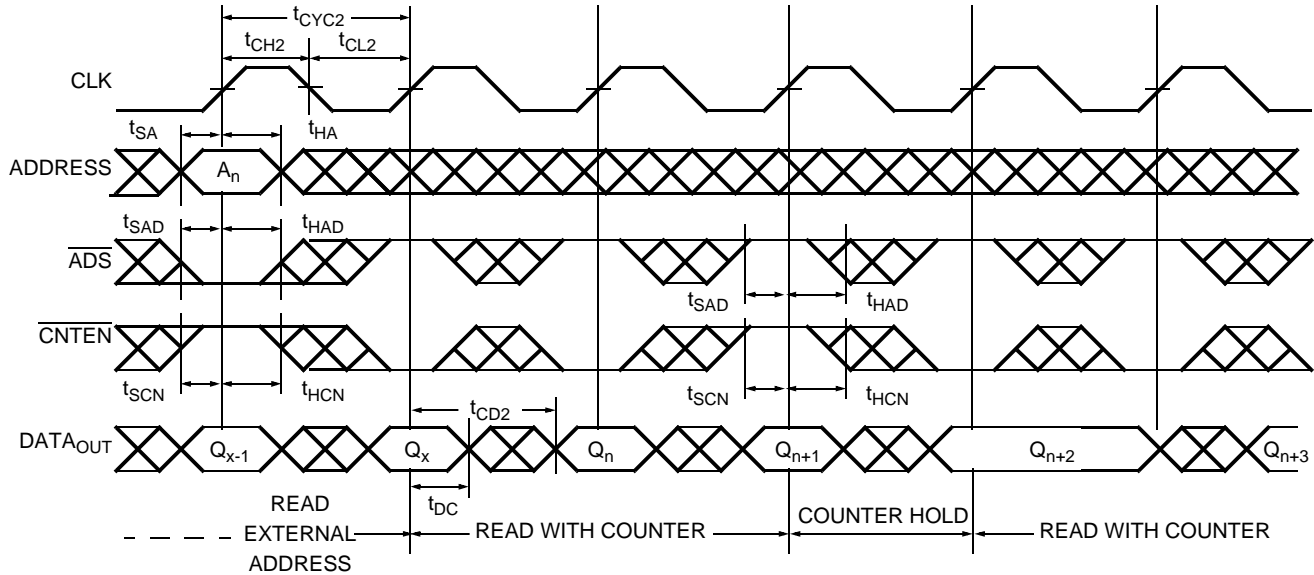 tCYC2
tCH2 tCL2
CLK
tSA tHA
ADDRESS An
tSAD tHAD
ADS
tSAD tHAD
CNTEN
tSCN tHCN tSCN tHCN
tCD2
DATAOUT Qx-1 Qx Qn Qn+1 Qn+2 Qn+3
tDC
READ
EXTERNAL
ADDRESS
READ WITH COUNTER
COUNTER HOLD
READ WITH COUNTER